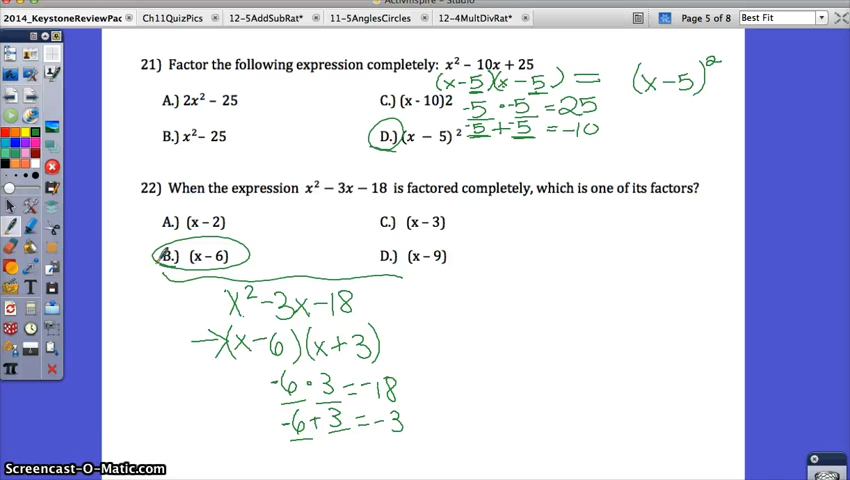 ActivInspire - Studio
2014_KeystoneReviewPac Ch11QuizPics 12-5AddSubRat* 11-5AnglesCircles 12-4MultDivRat* Page 5 of 8 Best Fit
21) Factor the following expression completely: x² – 10x + 25
(x-5)(x-5) = (x-5)²
A.) 2x² – 25 C.) (x - 10)2
-5 · -5 = 25
B.) x² – 25 D.) (x – 5)²
-5 + -5 = -10
22) When the expression x² – 3x – 18 is factored completely, which is one of its factors?
A.) (x – 2) C.) (x – 3)
B.) (x – 6) D.) (x – 9)
x² -3x -18
→(x-6)(x+3)
-6 · 3 = -18
-6 + 3 = -3
Screencast-O-Matic.com